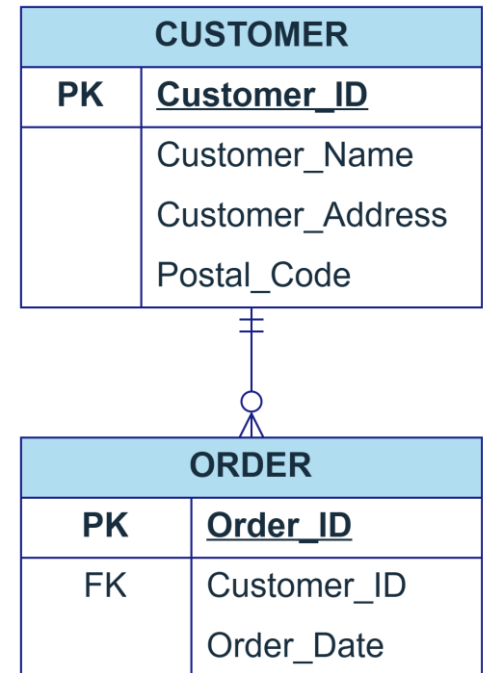 CUSTOMER
PK Customer_ID
Customer_Name
Customer_Address
Postal_Code
ORDER
PK Order_ID
FK Customer_ID
Order_Date